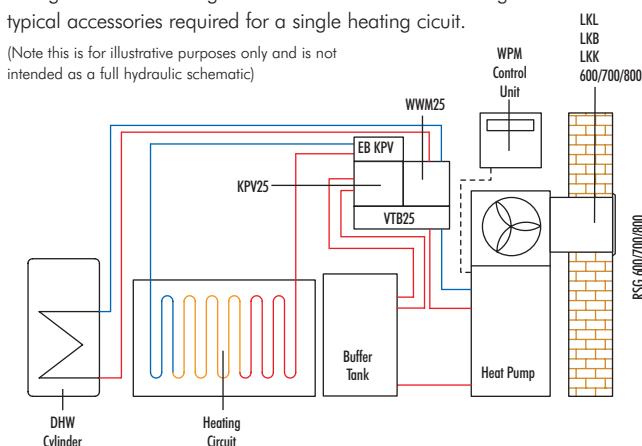 typical accessories required for a single heating cicuit.
(Note this is for illustrative purposes only and is not
intended as a full hydraulic schematic)
LKL
LKB
LKK
600/700/800
WPM
Control
Unit
WWM25
EB KPV
KPV25
VTB25
RSG 600/700/800
Buffer
Tank
Heat Pump
DHW
Cylinder
Heating
Circuit